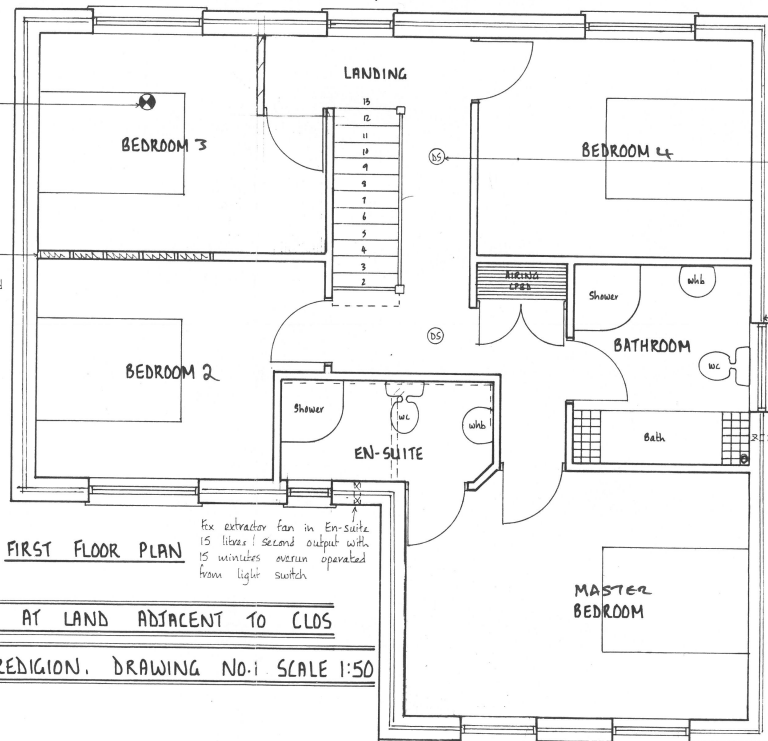 LANDING
13
12
11
10
9
8
7
6
5
4
3
2
BEDROOM 3
DS
BEDROOM 4
AIRING
CPBD
Shower
whb
BATHROOM
WC
Bath
DS
BEDROOM 2
Shower
WC
whb
EN-SUITE
Fix extractor fan in En-suite
15 litres / second output with
15 minutes overun operated
from light switch
FIRST FLOOR PLAN
MASTER
BEDROOM
AT LAND ADJACENT TO CLOS
REDIGION. DRAWING NO.1 SCALE 1:50